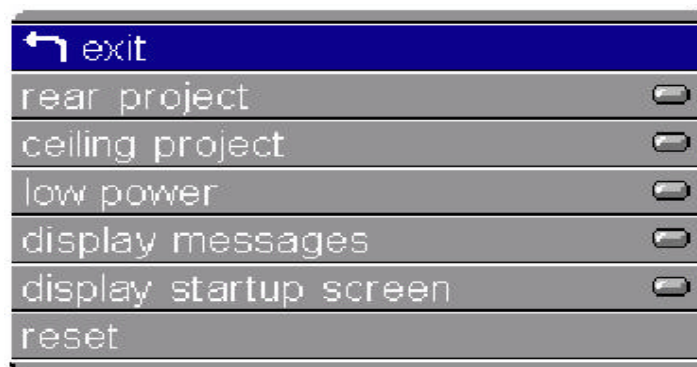 exit
rear project
ceiling project
low power
display messages
display startup screen
reset